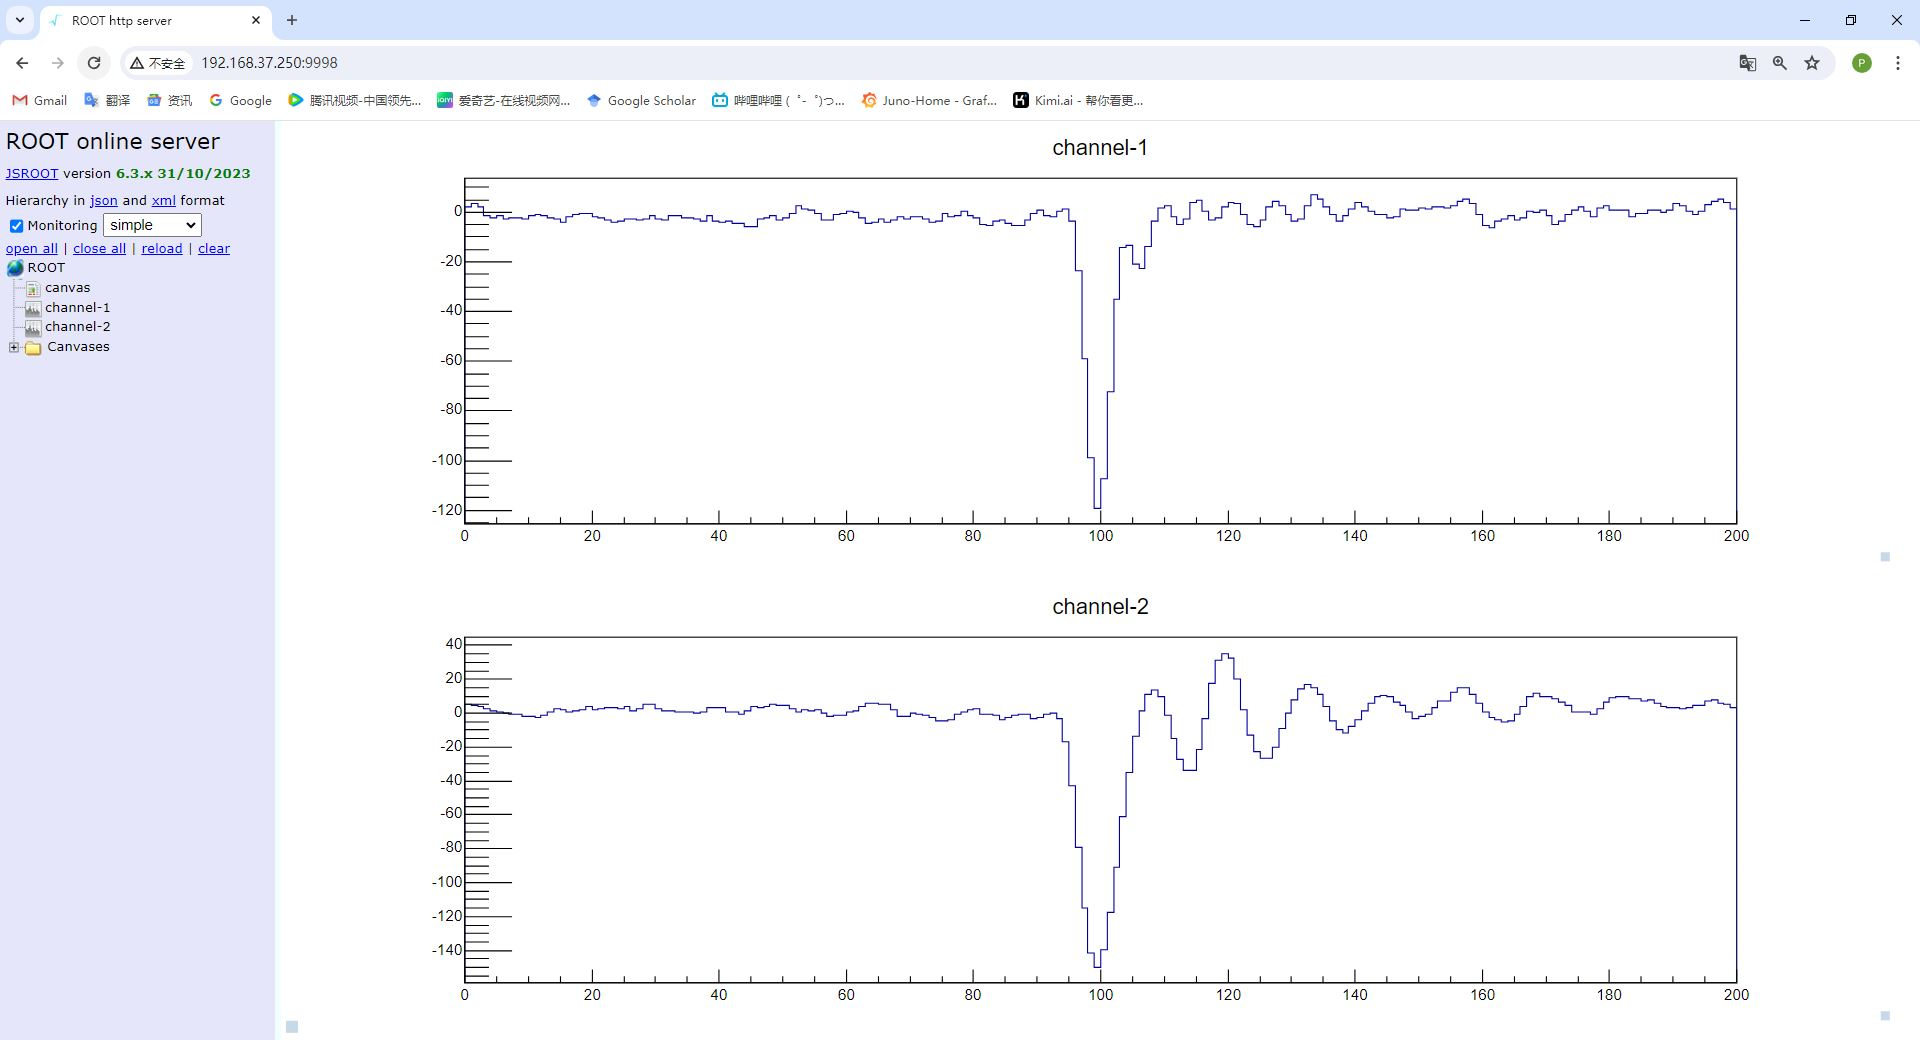 ROOT http server
不安全 192.168.37.250:9998
P
Gmail 翻译 资讯 Google 腾讯视频-中国领先... 爱奇艺-在线视频网... Google Scholar 哔哩哔哩 (゜-゜)つ... Juno-Home - Graf... Kimi.ai - 帮你看更...
ROOT online server
JSROOT version 6.3.x 31/10/2023
Hierarchy in json and xml format
Monitoring simple
open all | close all | reload | clear
ROOT
canvas
channel-1
channel-2
Canvases
channel-1
0
-20
-40
-60
-80
-100
-120
0 20 40 60 80 100 120 140 160 180 200
channel-2
40
20
0
-20
-40
-60
-80
-100
-120
-140
0 20 40 60 80 100 120 140 160 180 200